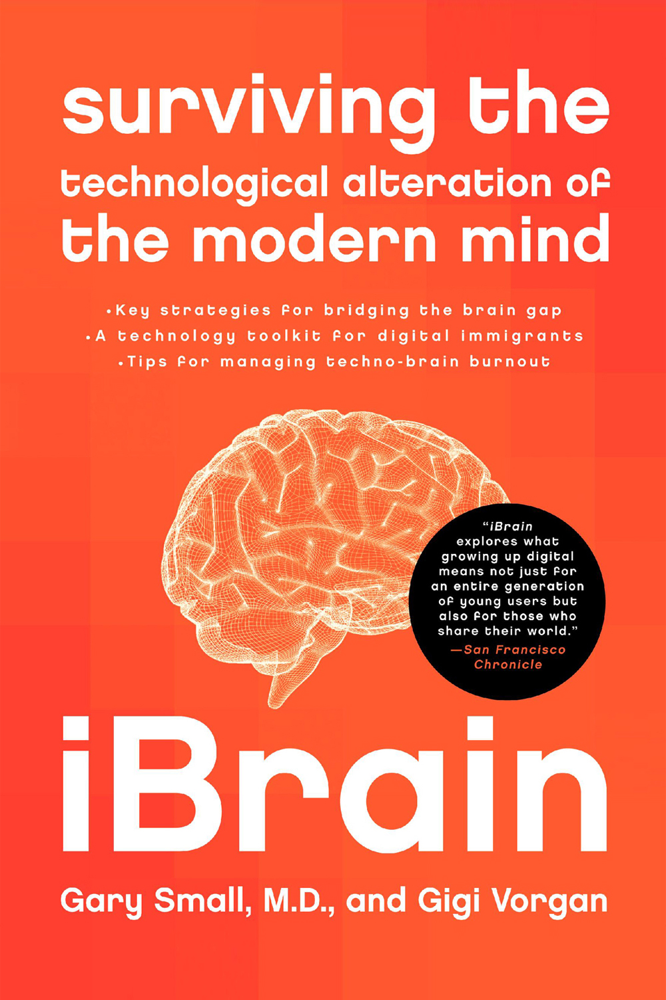 surviving the
technological alteration of
the modern mind
•Key strategies for bridging the brain gap
•A technology toolkit for digital immigrants
•Tips for managing techno-brain burnout
“iBrain
explores what
growing up digital
means not just for
an entire generation
of young users but
also for those who
share their world.”
—San Francisco
Chronicle
iBrain
Gary Small, M.D., and Gigi Vorgan